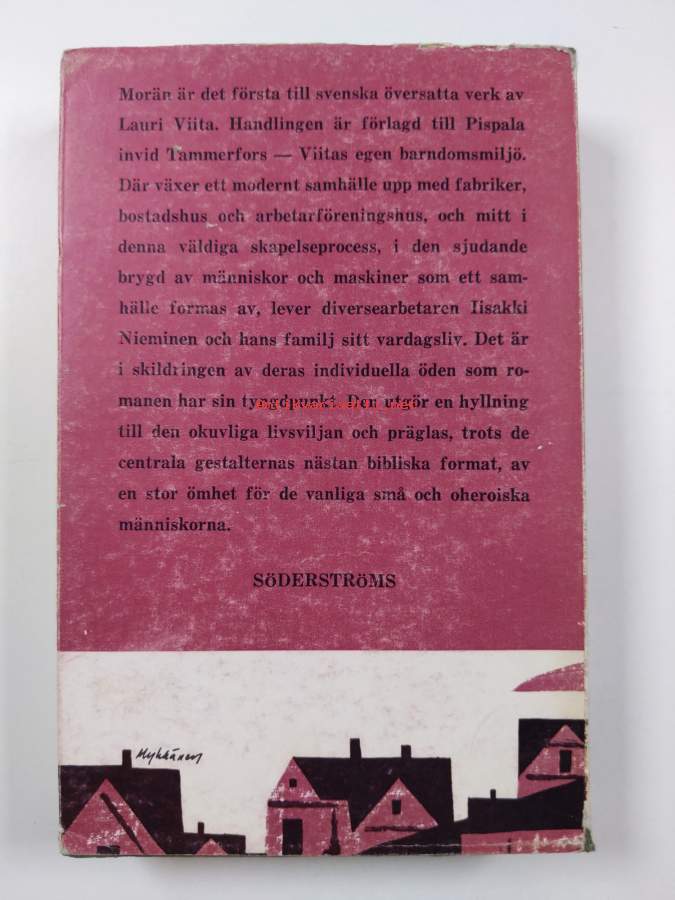 Morän är det första till svenska översatta verk av
Lauri Viita. Handlingen är förlagd till Pispala
invid Tammerfors — Viitas egen barndomsmiljö.
Där växer ett modernt samhälle upp med fabriker,
bostadshus och arbetarföreningshus, och mitt i
denna väldiga skapelseprocess, i den sjudande
brygd av människor och maskiner som ett sam-
hälle formas av, lever diversearbetaren Iisakki
Nieminen och hans familj sitt vardagsliv. Det är
i skildringen av deras individuella öden som ro-
manen har sin tyngdpunkt. Den utgör en hyllning
till den okuvliga livsviljan och präglas, trots de
centrala gestalternas nästan bibliska format, av
en stor ömhet för de vanliga små och oheroiska
människorna.
SÖDERSTRÖMS